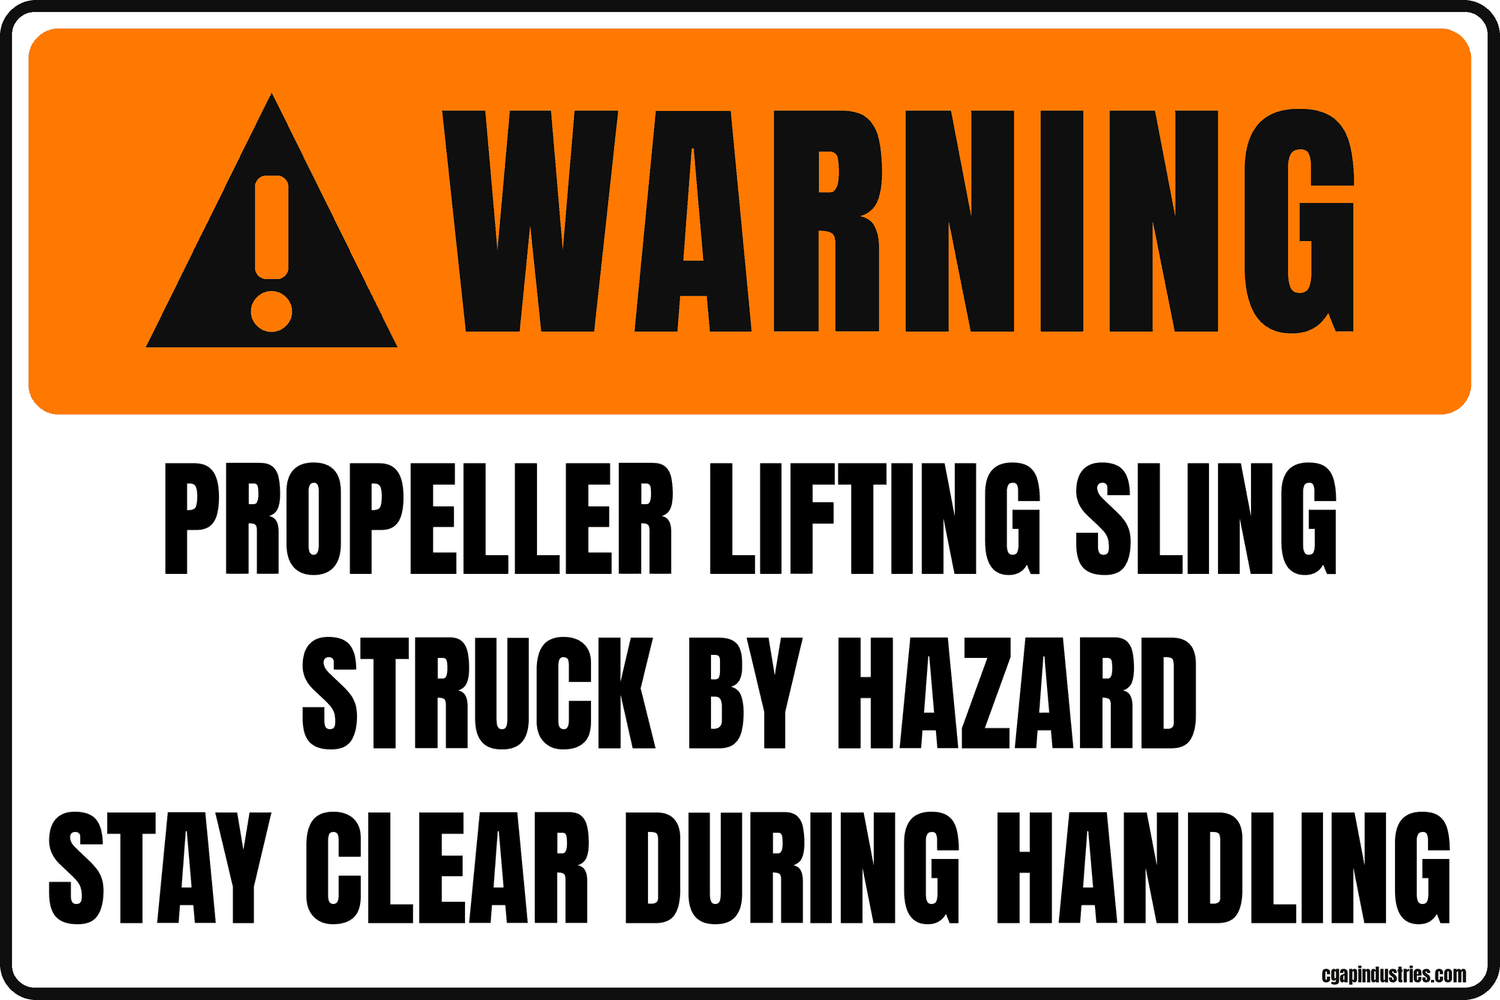 WARNING
PROPELLER LIFTING SLING
STRUCK BY HAZARD
STAY CLEAR DURING HANDLING
cgapindustries.com